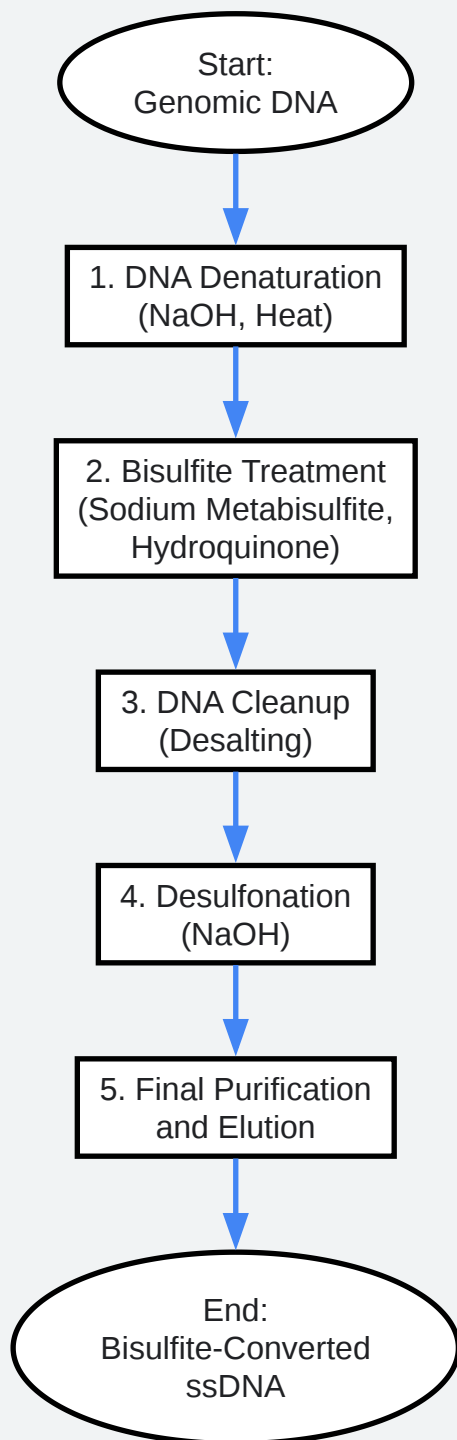 Start:
Genomic DNA
1. DNA Denaturation
(NaOH, Heat)
2. Bisulfite Treatment
(Sodium Metabisulfite,
Hydroquinone)
3. DNA Cleanup
(Desalting)
4. Desulfonation
(NaOH)
5. Final Purification
and Elution
End:
Bisulfite-Converted
ssDNA